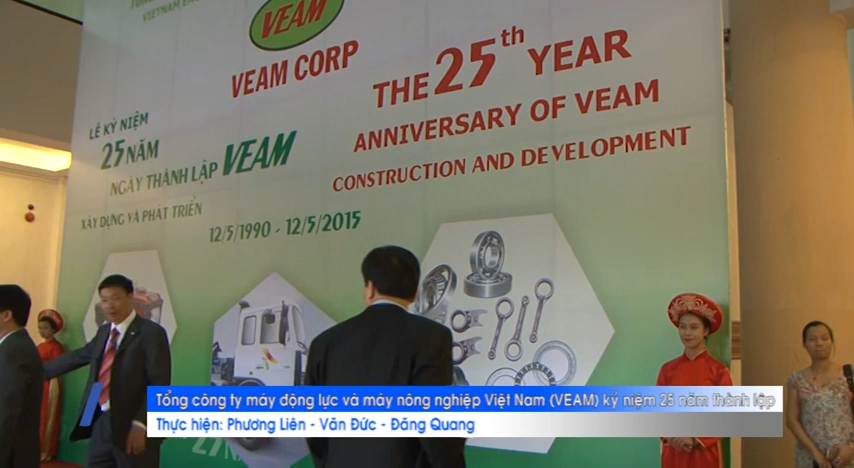 VIETNAM EN
VEAM
VEAM CORP
THE 25th YEAR
ANNIVERSARY OF VEAM
CONSTRUCTION AND DEVELOPMENT
LỄ KỶ NIỆM
25 NĂM
NGÀY THÀNH LẬP VEAM
XÂY DỰNG VÀ PHÁT TRIỂN
12/5/1990 - 12/5/2015
Tổng công ty máy động lực và máy nông nghiệp Việt Nam (VEAM) kỷ niệm 25 năm thành lập
Thực hiện: Phương Liên - Văn Đức - Đăng Quang